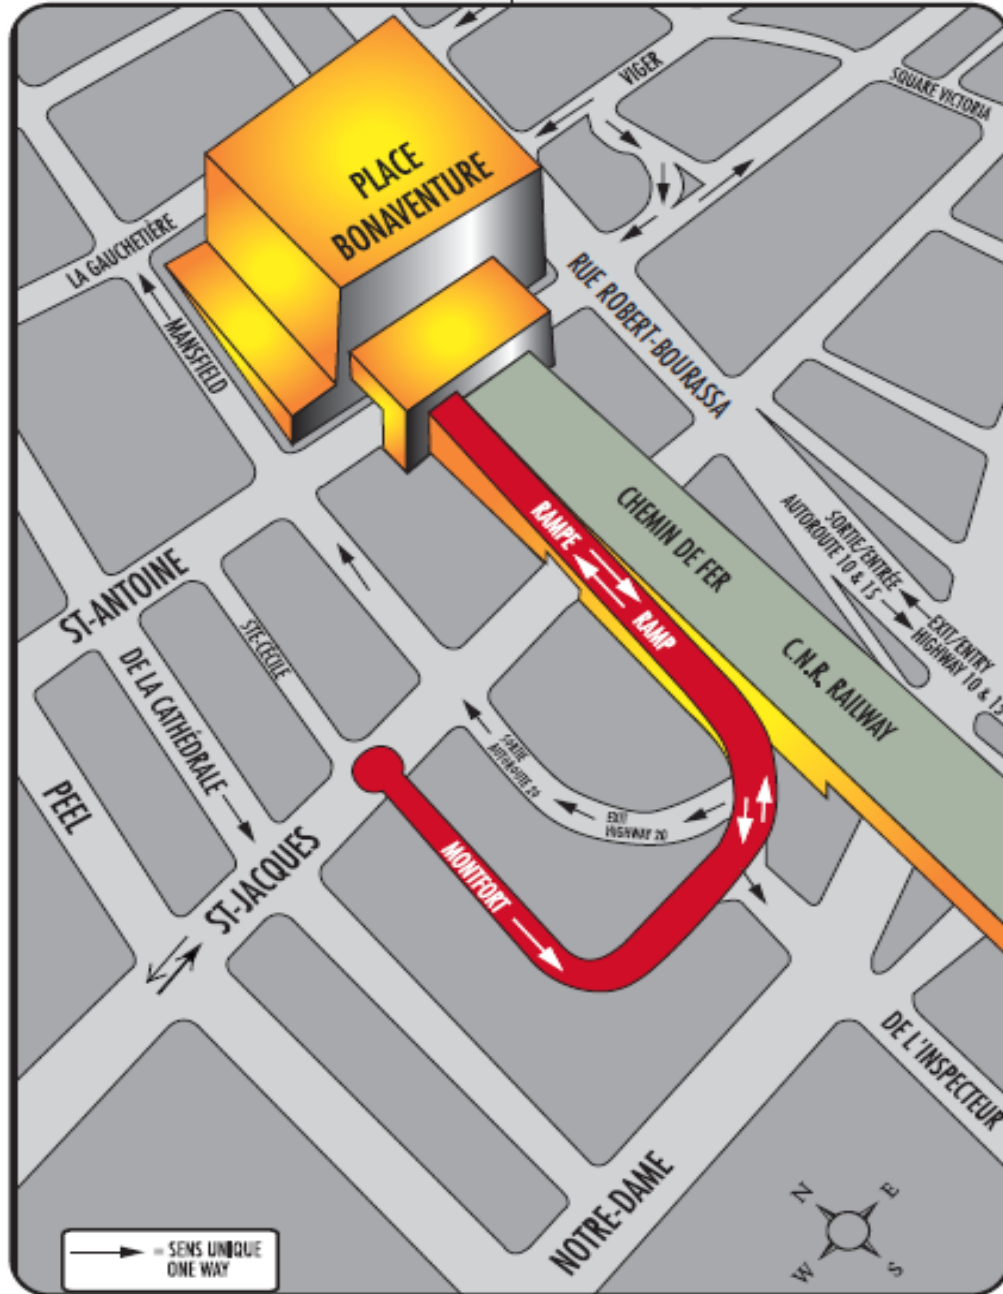 VIGER
SQUARE VICTORIA
PLACE
BONAVENTURE
LA GAUCHETIÈRE
MANSFIELD
RUE ROBERT-BOURASSA
CHEMIN DE FER
C.N.R. RAILWAY
SORTIE/ENTRÉE
AUTOROUTE 10 & 15
EXIT/ENTRY
HIGHWAY 10 & 15
RAMPE
RAMP
ST-ANTOINE
STE-CÉCILE
DE LA CATHÉDRALE
PEEL
ST-JACQUES
SORTIE
AUTOROUTE 20
EXIT
HIGHWAY 20
MONTFORT
DE L'INSPECTEUR
NOTRE-DAME
N
E
W
S
= SENS UNIQUE
ONE WAY